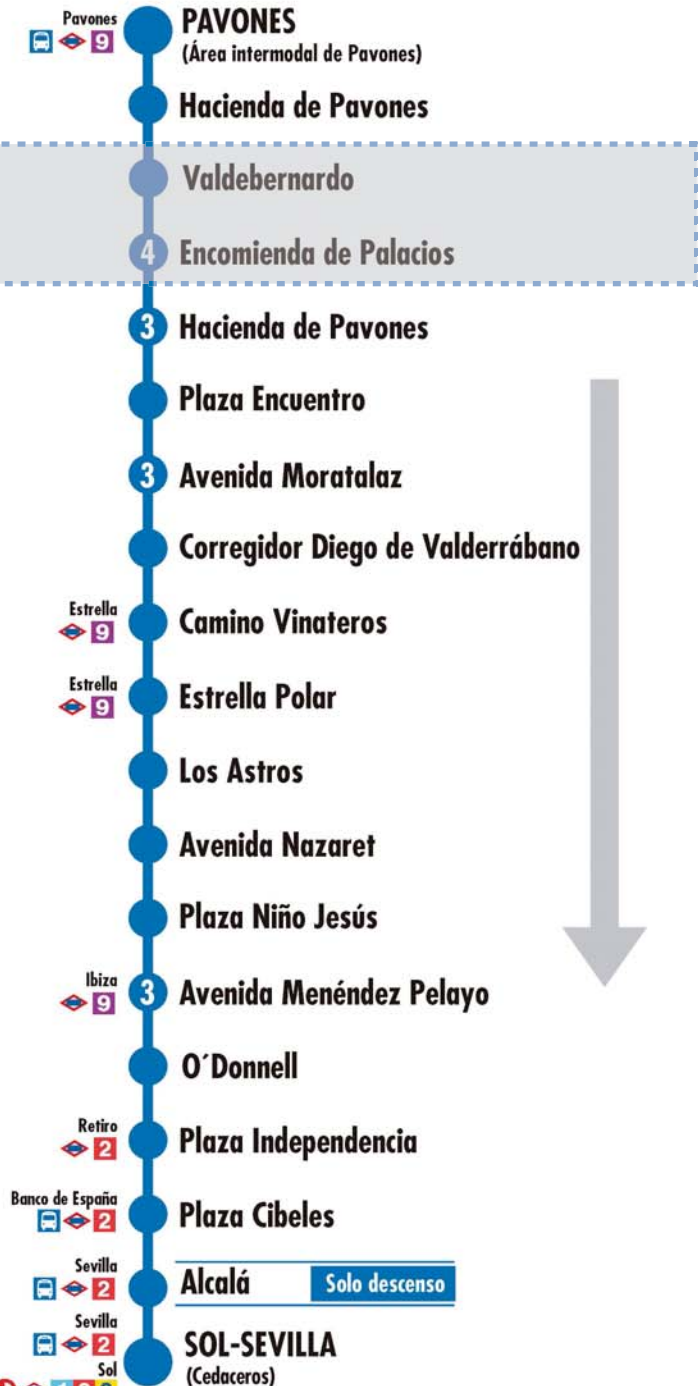 Pavones
9
PAVONES
(Área intermodal de Pavones)
Hacienda de Pavones
Valdebernardo
4 Encomienda de Palacios
3 Hacienda de Pavones
Plaza Encuentro
3 Avenida Moratalaz
Corregidor Diego de Valderrábano
Estrella
9
Camino Vinateros
Estrella
9
Estrella Polar
Los Astros
Avenida Nazaret
Plaza Niño Jesús
Ibiza
9
3 Avenida Menéndez Pelayo
O´Donnell
Retiro
2
Plaza Independencia
Banco de España
2
Plaza Cibeles
Sevilla
2
Alcalá Solo descenso
Sevilla
2
SOL-SEVILLA
(Cedaceros)
Sol